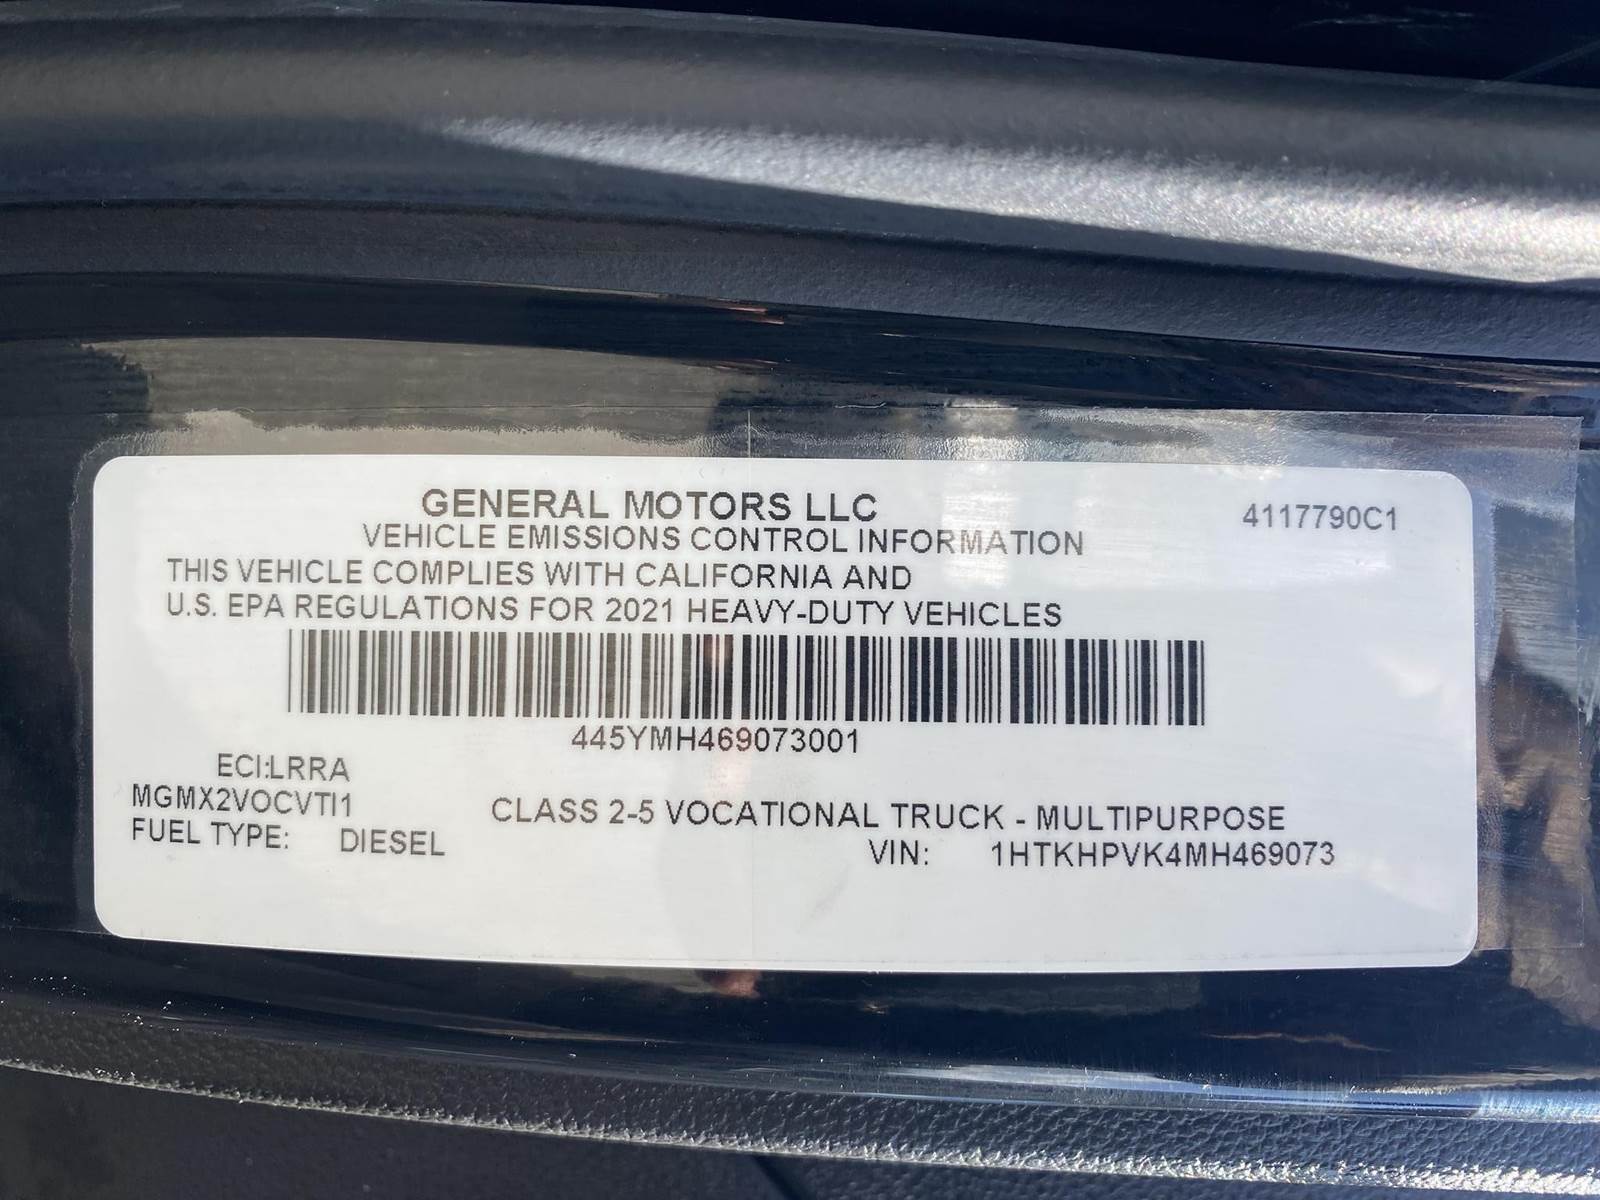 GENERAL MOTORS LLC
4117790C1
VEHICLE EMISSIONS CONTROL INFORMATION
THIS VEHICLE COMPLIES WITH CALIFORNIA AND
U.S. EPA REGULATIONS FOR 2021 HEAVY-DUTY VEHICLES
445YMH469073001
ECI:LRRA
MGMX2VOCVTI1
CLASS 2-5 VOCATIONAL TRUCK - MULTIPURPOSE
FUEL TYPE: DIESEL
VIN: 1HTKHPVK4MH469073